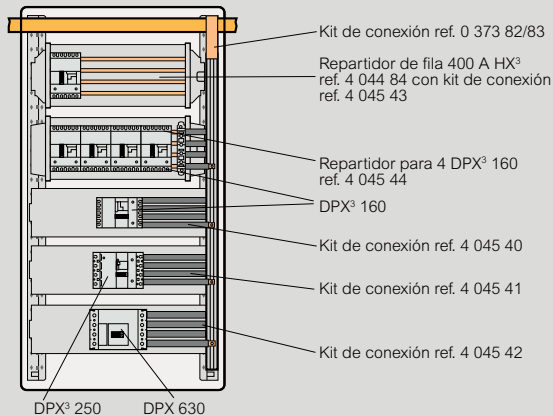 Kit de conexión ref. 0 373 82/83
Repartidor de fila 400 A HX³
ref. 4 044 84 con kit de conexión
ref. 4 045 43
Repartidor para 4 DPX³ 160
ref. 4 045 44
DPX³ 160
Kit de conexión ref. 4 045 40
Kit de conexión ref. 4 045 41
Kit de conexión ref. 4 045 42
DPX³ 250
DPX 630